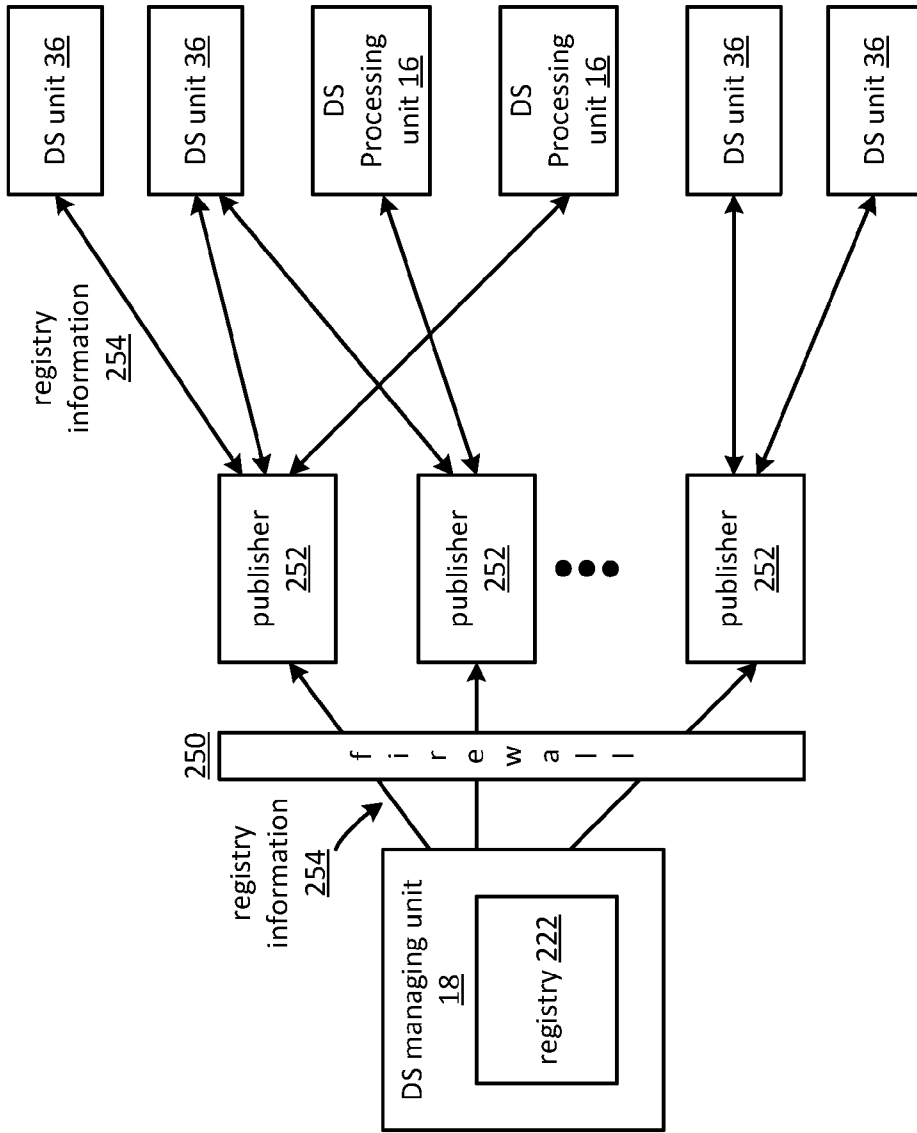 DS managing unit
18
registry 222
registry
information
254
250
f i r e w a l l
publisher
252
publisher
252
publisher
252
registry
information
254
DS unit 36
DS unit 36
DS
Processing
unit 16
DS
Processing
unit 16
DS unit 36
DS unit 36